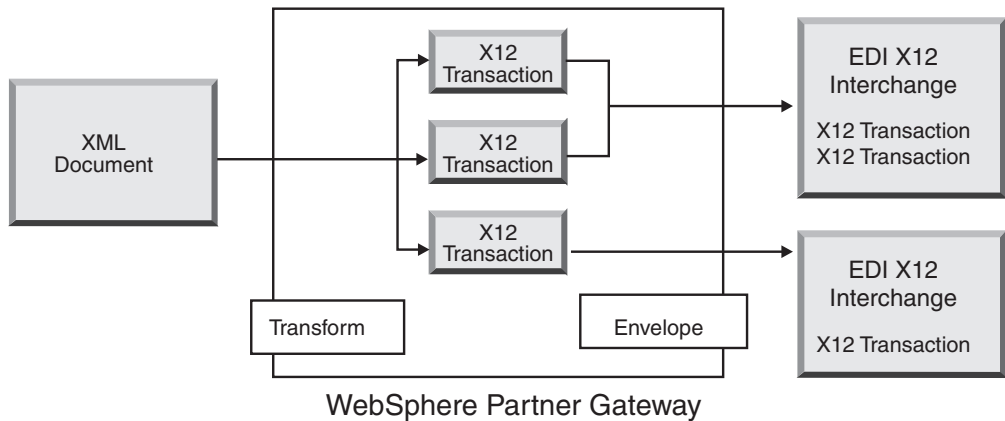 XML
Document
X12
Transaction
X12
Transaction
X12
Transaction
EDI X12
Interchange
X12 Transaction
X12 Transaction
EDI X12
Interchange
X12 Transaction
Transform
Envelope
WebSphere Partner Gateway